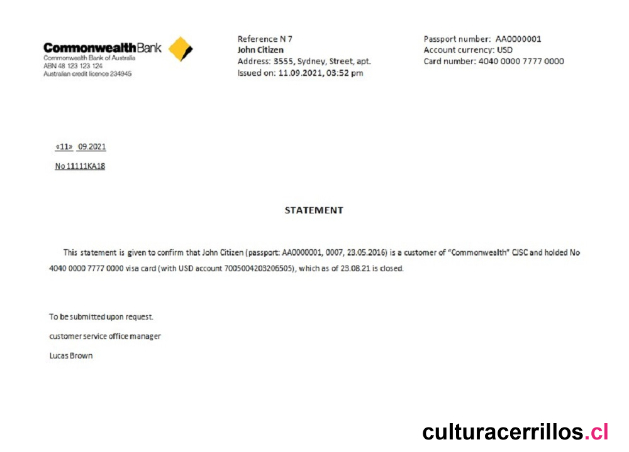 CommonwealthBank
Commonwealth Bank of Australia
ABN 48 123 123 124
Australian credit licence 234945
Reference N 7
John Citizen
Address: 3555, Sydney, Street, apt.
Issued on: 11.09.2021, 03:52 pm
Passport number: AA0000001
Account currency: USD
Card number: 4040 0000 7777 0000
«11» 09.2021
No 11111KA18
STATEMENT
This statement is given to confirm that John Citizen (passport: AA0000001, 0007, 23.05.2016) is a customer of "Commonwealth" CJSC and holded No
4040 0000 7777 0000 visa card (with USD account 7005004203206505), which as of 23.08.21 is closed.
To be submitted upon request.
customer service office manager
Lucas Brown
culturacerrillos.cl